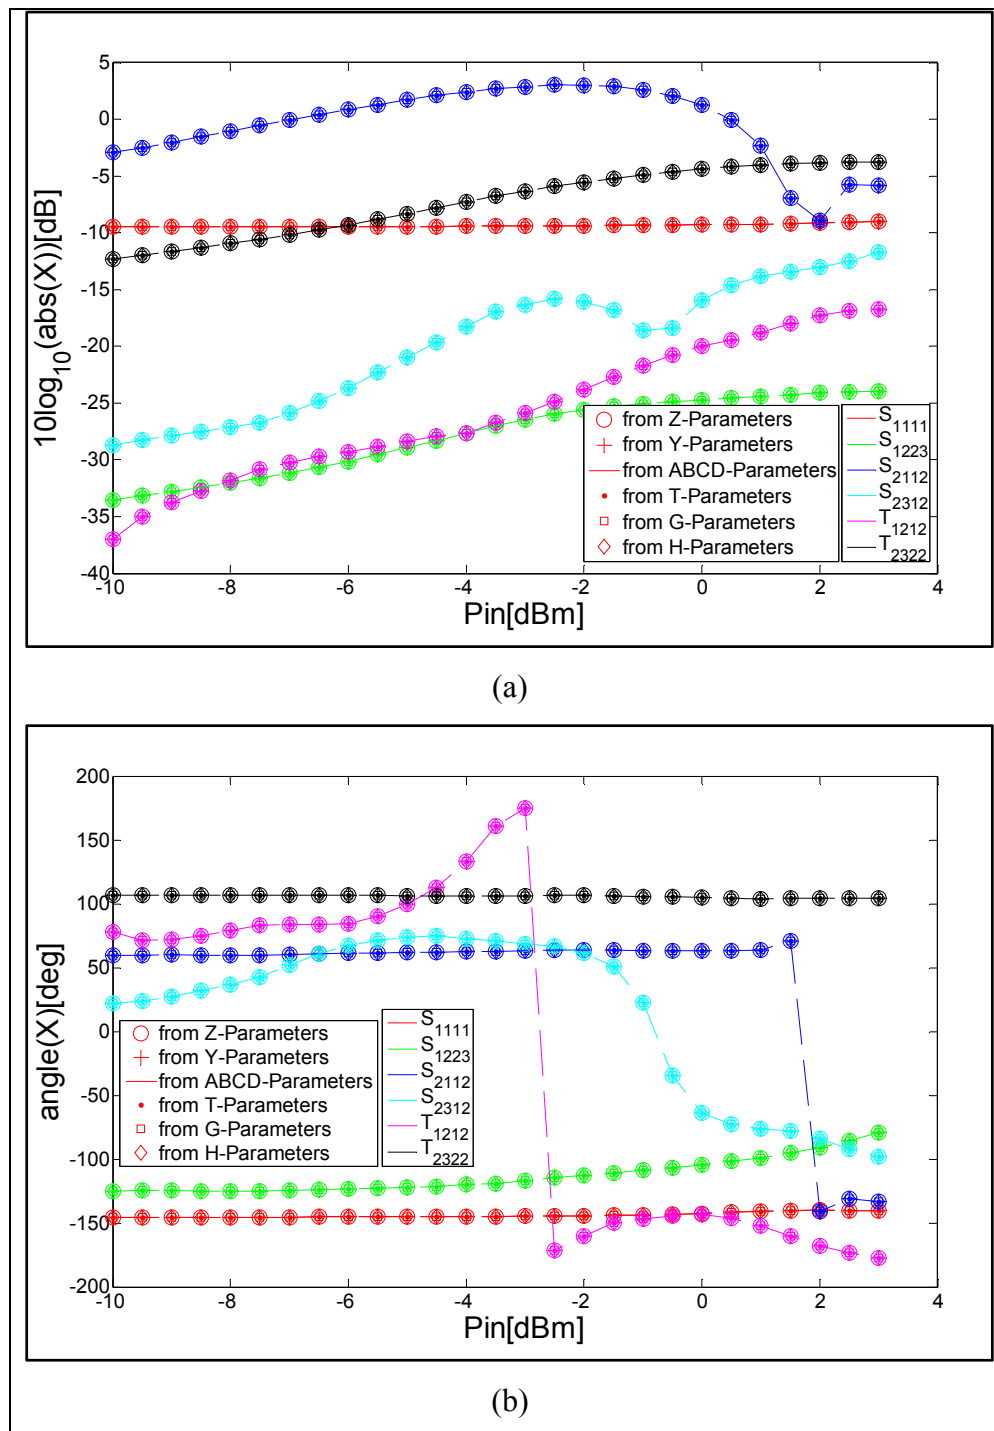 10log10(abs(X))[dB]
5
0
-5
-10
-15
-20
-25
-30
-35
-40
-10
-8
-6
-4
-2
0
2
4
Pin[dBm]
from Z-Parameters
from Y-Parameters
from ABCD-Parameters
from T-Parameters
from G-Parameters
from H-Parameters
S1111
S1223
S2112
S2312
T1212
T2322
(a)
angle(X)[deg]
200
150
100
50
0
-50
-100
-150
-200
-10
-8
-6
-4
-2
0
2
4
Pin[dBm]
from Z-Parameters
from Y-Parameters
from ABCD-Parameters
from T-Parameters
from G-Parameters
from H-Parameters
S1111
S1223
S2112
S2312
T1212
T2322
(b)